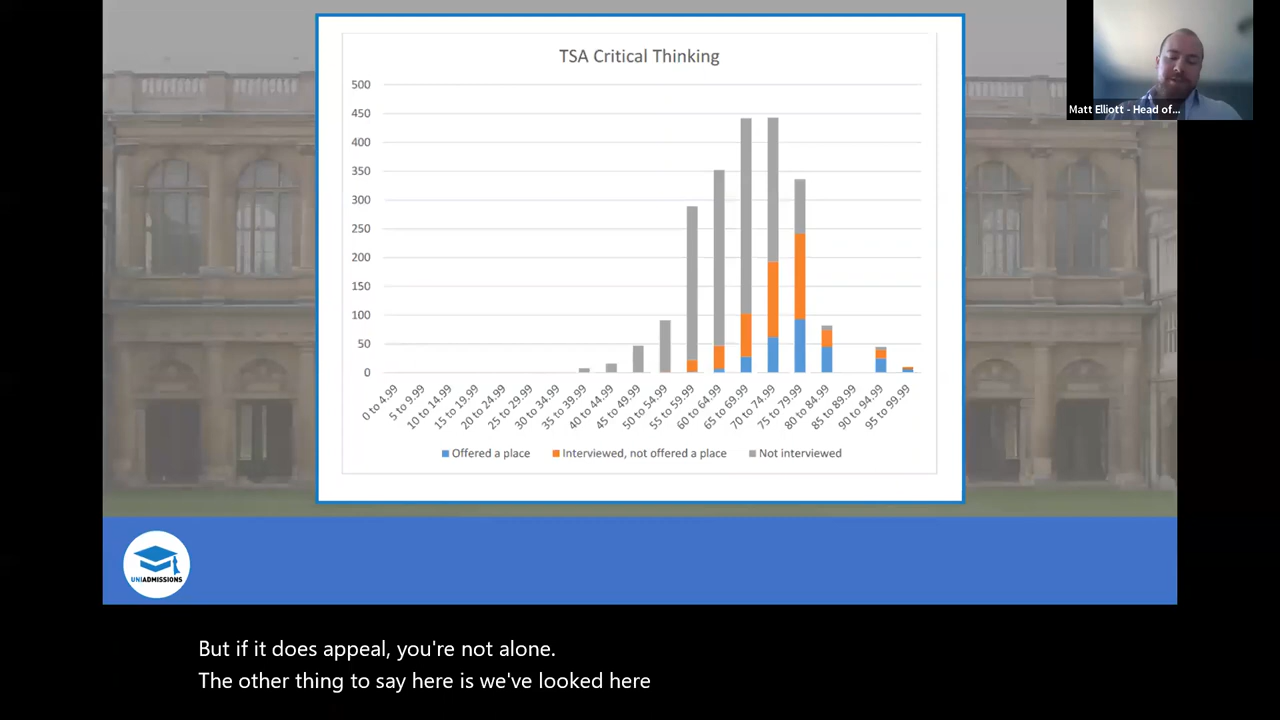 TSA Critical Thinking
500
450
400
350
300
250
200
150
100
50
0
0 to 4.99
5 to 9.99
10 to 14.99
15 to 19.99
20 to 24.99
25 to 29.99
30 to 34.99
35 to 39.99
40 to 44.99
45 to 49.99
50 to 54.99
55 to 59.99
60 to 64.99
65 to 69.99
70 to 74.99
75 to 79.99
80 to 84.99
85 to 89.99
90 to 94.99
95 to 99.99
Offered a place Interviewed, not offered a place Not interviewed
Matt Elliott - Head of...
UNIADMISSIONS
But if it does appeal, you're not alone.
The other thing to say here is we've looked here